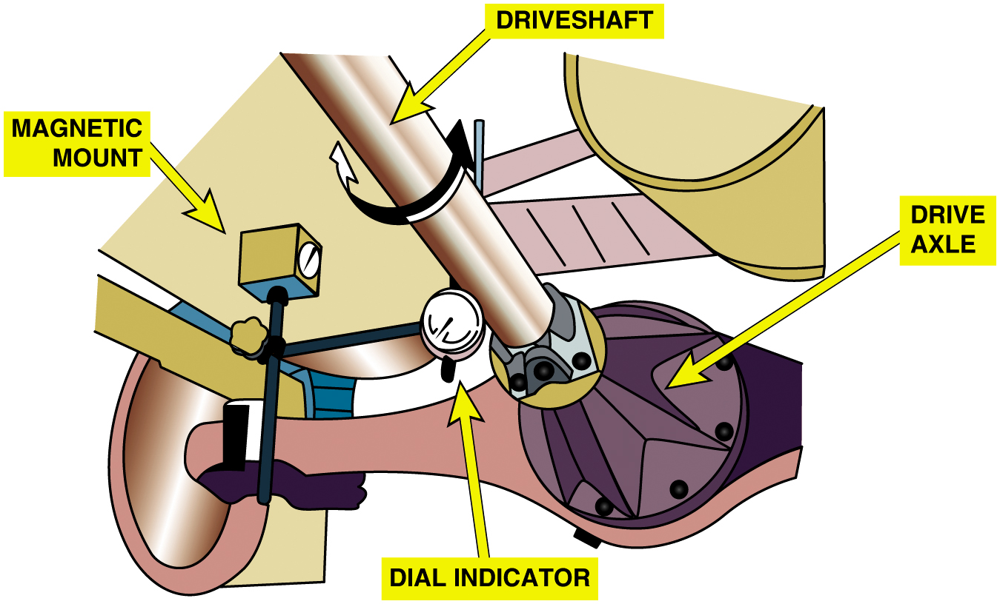 DRIVESHAFT
MAGNETIC
MOUNT
DRIVE
AXLE
DIAL INDICATOR